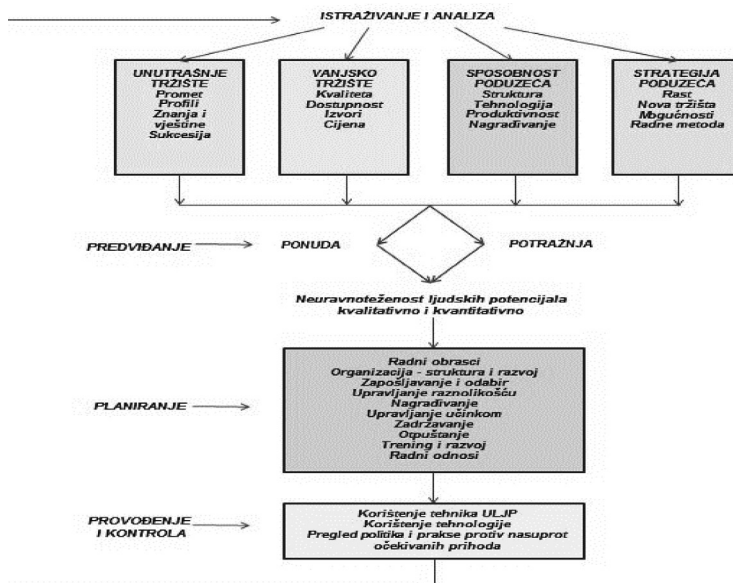 ISTRAŽIVANJE I ANALIZA
UNUTRAŠNJE
TRŽIŠTE
Promet
Profili
Znanja i
vještine
Sukcesija
VANJSKO
TRŽIŠTE
Kvaliteta
Dostupnost
Izvori
Cijena
SPOSOBNOST
PODUZEĆA
Struktura
Tehnologija
Produktivnost
Nagrađivanje
STRATEGIJA
PODUZEĆA
Rast
Nova tržišta
Mogućnosti
Radne metoda
PREDVIĐANJE
PONUDA
POTRAŽNJA
Neuravnoteženost ljudskih potencijala
kvalitativno i kvantitativno
PLANIRANJE
Radni obrasci
Organizacija - struktura i razvoj
Zapošljavanje i odabir
Upravljanje raznolikošću
Nagrađivanje
Upravljanje učinkom
Zadržavanje
Otpuštanje
Trening i razvoj
Radni odnosi
PROVOĐENJE
I KONTROLA
Korištenje tehnika ULJP
Korištenje tehnologije
Pregled politika i prakse protiv nasuprot
očekivanih prihoda